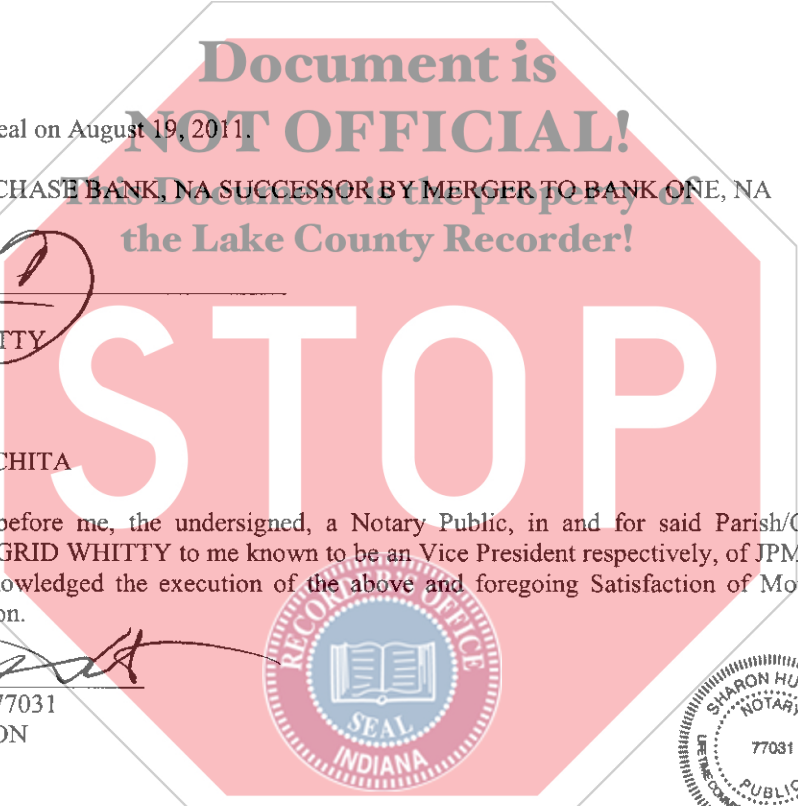 Document is
NOT OFFICIAL!
This Document is the property of
the Lake County Recorder!
STOP
eal on August 19, 2011.
CHASE BANK, NA SUCCESSOR BY MERGER TO BANK ONE, NA
TTY
CHITA
before me, the undersigned, a Notary Public, in and for said Parish/C
GRID WHITTY to me known to be an Vice President respectively, of JPM
owledged the execution of the above and foregoing Satisfaction of Mo
on.
77031
ON
RECORDER'S OFFICE
SEAL
INDIANA
SHARON HU
NOTARY
77031
PUBLIC
LIFETIME COMM